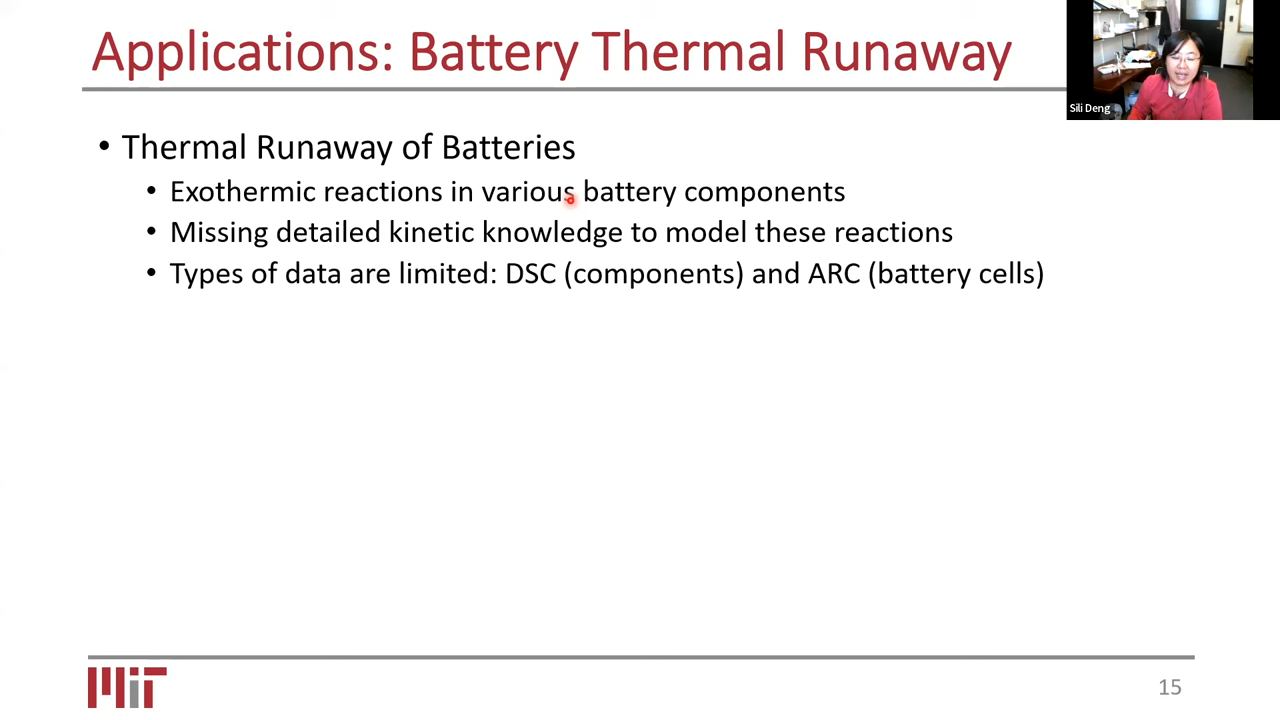 Applications: Battery Thermal Runaway
Sili Deng
• Thermal Runaway of Batteries
• Exothermic reactions in various battery components
• Missing detailed kinetic knowledge to model these reactions
• Types of data are limited: DSC (components) and ARC (battery cells)
MIT
15